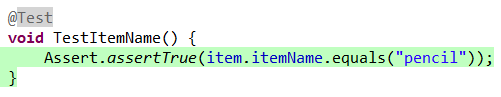 @Test
void TestItemName() {
    Assert.assertTrue(item.itemName.equals("pencil"));
}